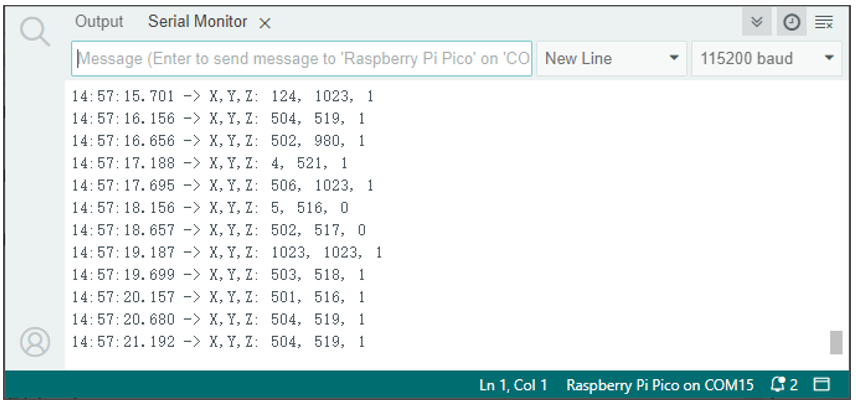 Output Serial Monitor
Message (Enter to send message to 'Raspberry Pi Pico' on 'CO New Line 115200 baud
14:57:15.701 -> X,Y,Z: 124, 1023, 1
14:57:16.156 -> X,Y,Z: 504, 519, 1
14:57:16.656 -> X,Y,Z: 502, 980, 1
14:57:17.188 -> X,Y,Z: 4, 521, 1
14:57:17.695 -> X,Y,Z: 506, 1023, 1
14:57:18.156 -> X,Y,Z: 5, 516, 0
14:57:18.657 -> X,Y,Z: 502, 517, 0
14:57:19.187 -> X,Y,Z: 1023, 1023, 1
14:57:19.699 -> X,Y,Z: 503, 518, 1
14:57:20.157 -> X,Y,Z: 501, 516, 1
14:57:20.680 -> X,Y,Z: 504, 519, 1
14:57:21.192 -> X,Y,Z: 504, 519, 1
Ln 1, Col 1 Raspberry Pi Pico on COM15 2